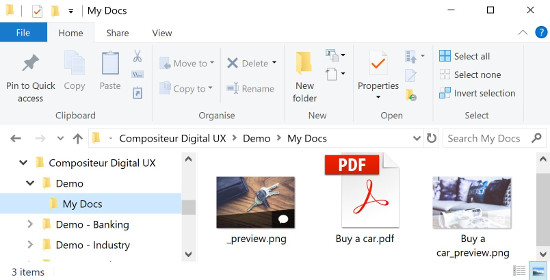 My Docs
File
Home
Share
View
Pin to Quick access
Copy
Paste
Move to
Copy to
Delete
Rename
New folder
Properties
Select all
Select none
Invert selection
Clipboard
Organise
New
Open
Select
Compositeur Digital UX > Demo > My Docs
Search My Docs
Compositeur Digital UX
Demo
My Docs
Demo - Banking
Demo - Industry
PDF
_preview.png
Buy a car.pdf
Buy a
car_preview.png
3 items